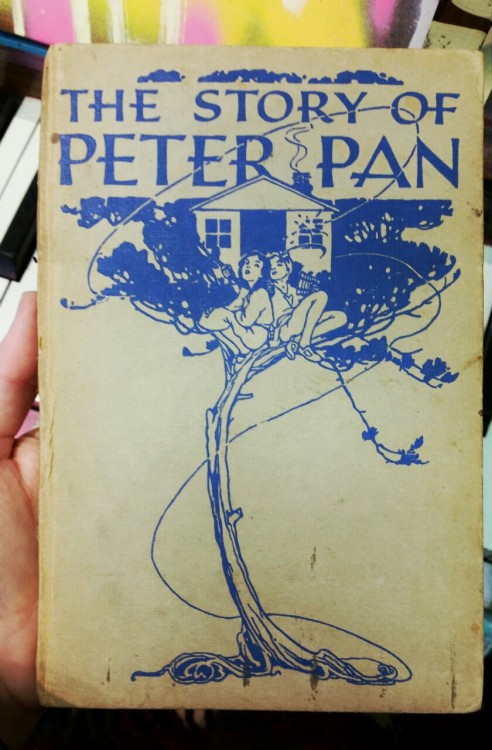 THE STORY OF
PETER PAN